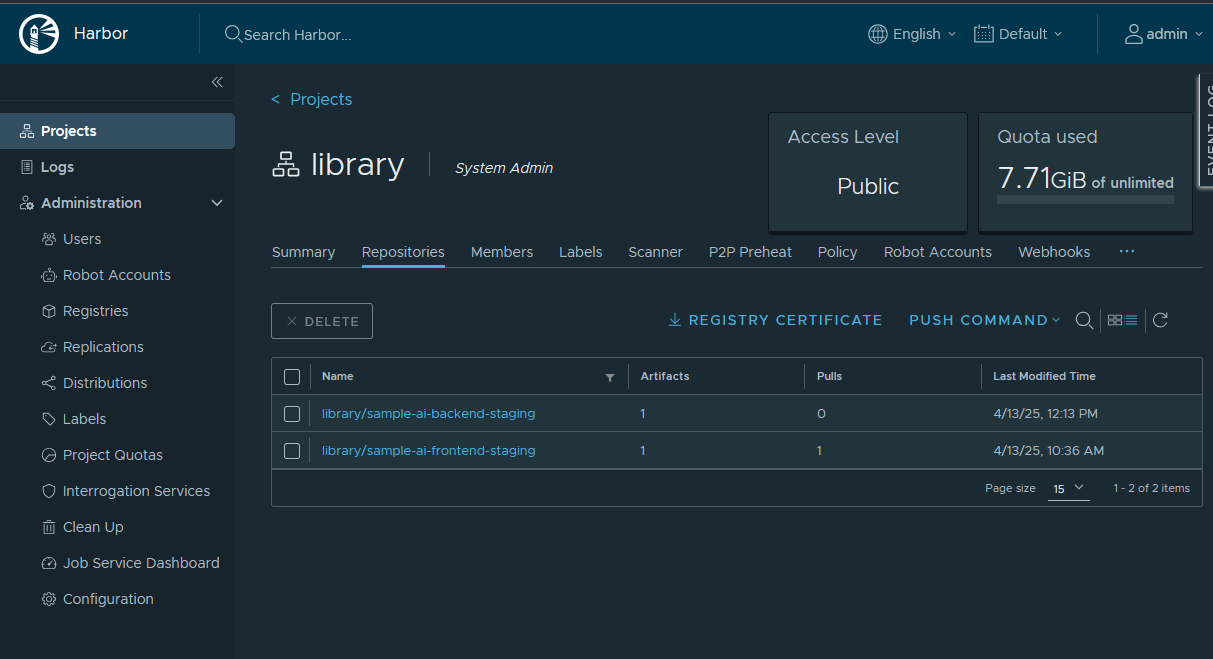 Harbor
Search Harbor...
English
Default
admin
EVENT LOG
Projects
Logs
Administration
Users
Robot Accounts
Registries
Replications
Distributions
Labels
Project Quotas
Interrogation Services
Clean Up
Job Service Dashboard
Configuration
< Projects
library
System Admin
Access Level
Public
Quota used
7.71GiB of unlimited
Summary Repositories Members Labels Scanner P2P Preheat Policy Robot Accounts Webhooks ...
DELETE
REGISTRY CERTIFICATE
PUSH COMMAND
Name Artifacts Pulls Last Modified Time
library/sample-ai-backend-staging 1 0 4/13/25, 12:13 PM
library/sample-ai-frontend-staging 1 1 4/13/25, 10:36 AM
Page size 15 1 - 2 of 2 items